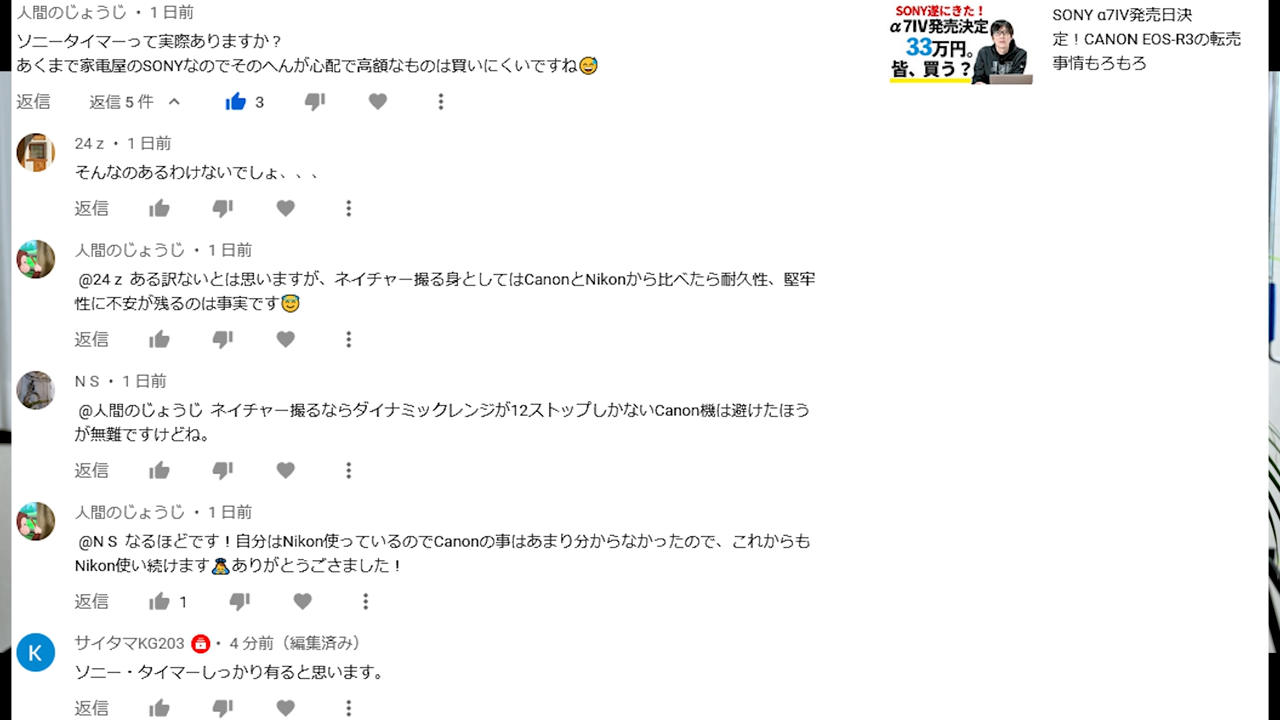 人間のじょうじ ・ 1 日前
ソニータイマーって実際ありますか？
あくまで家電屋のSONYなのでそのへんが心配で高額なものは買いにくいですね😅
返信 返信 5 件 3
24 z ・ 1 日前
そんなのあるわけないでしょ、、、
返信
人間のじょうじ ・ 1 日前
@24 z ある訳ないとは思いますが、ネイチャー撮る身としてはCanonとNikonから比べたら耐久性、堅牢
性に不安が残るのは事実です😅
返信
N S ・ 1 日前
@人間のじょうじ ネイチャー撮るならダイナミックレンジが12ストップしかないCanon機は避けたほう
が無難ですけどね。
返信
人間のじょうじ ・ 1 日前
@N S なるほどです！自分はNikon使っているのでCanonの事はあまり分からなかったので、これからも
Nikon使い続けます🙇ありがとうごさました！
返信 1
K
サイタマKG203 ・ 4 分前（編集済み）
ソニー・タイマーしっかり有ると思います。
返信
SONY遂にきた！
α7IV発売決定
33万円。
皆、買う？
SONY α7IV発売日決
定！CANON EOS-R3の転売
事情もろもろ